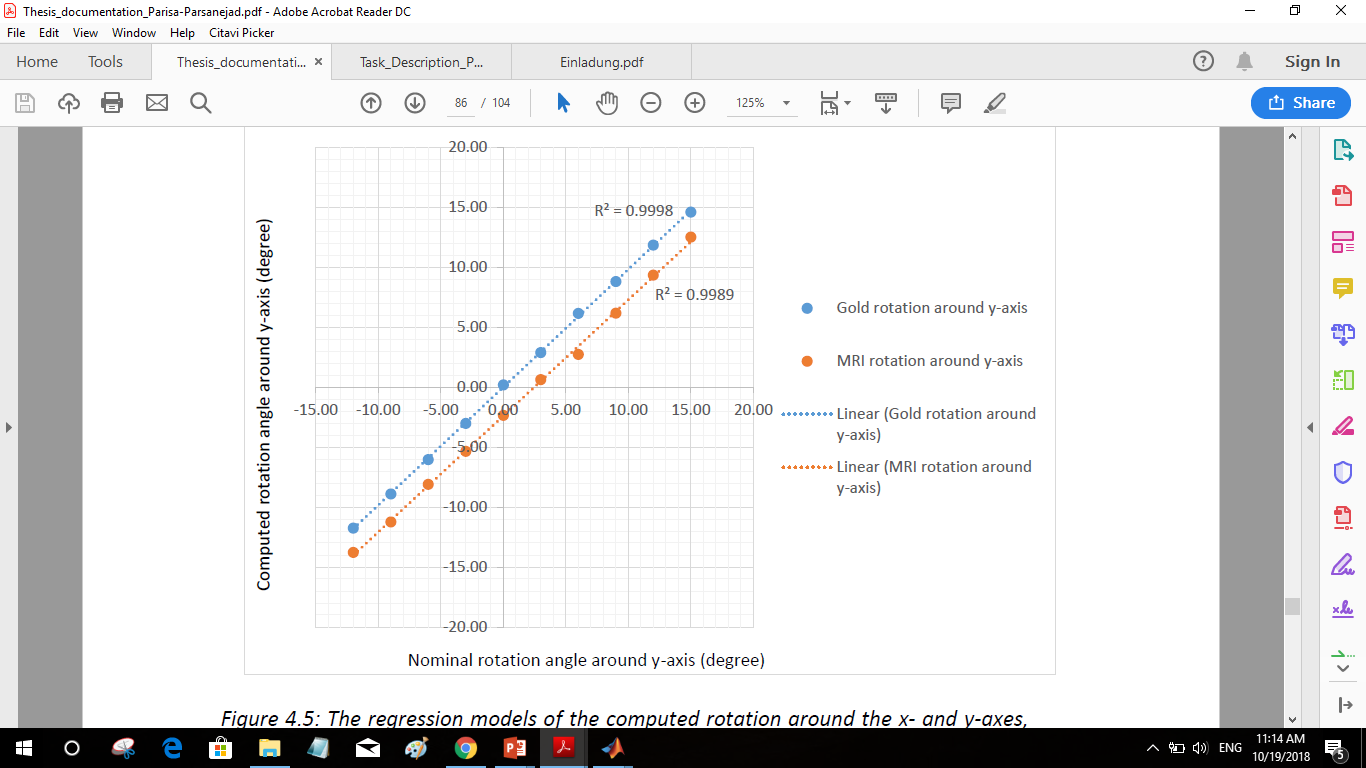 Thesis_documentation_Parisa-Parsanejad.pdf - Adobe Acrobat Reader DC
File Edit View Window Help Citavi Picker
Home Tools Thesis_documentati... × Task_Description_P... Einladung.pdf ? Sign In
86 / 104 125% Share
20.00
15.00
10.00
5.00
0.00
-5.00
-10.00
-15.00
-20.00
-15.00 -10.00 -5.00 0.00 5.00 10.00 15.00 20.00
R² = 0.9998
R² = 0.9989
Computed rotation angle around y-axis (degree)
Nominal rotation angle around y-axis (degree)
Gold rotation around y-axis
MRI rotation around y-axis
Linear (Gold rotation around
y-axis)
Linear (MRI rotation around
y-axis)
Figure 4.5: The regression models of the computed rotation around the x- and y-axes,
ENG
11:14 AM
10/19/2018
5